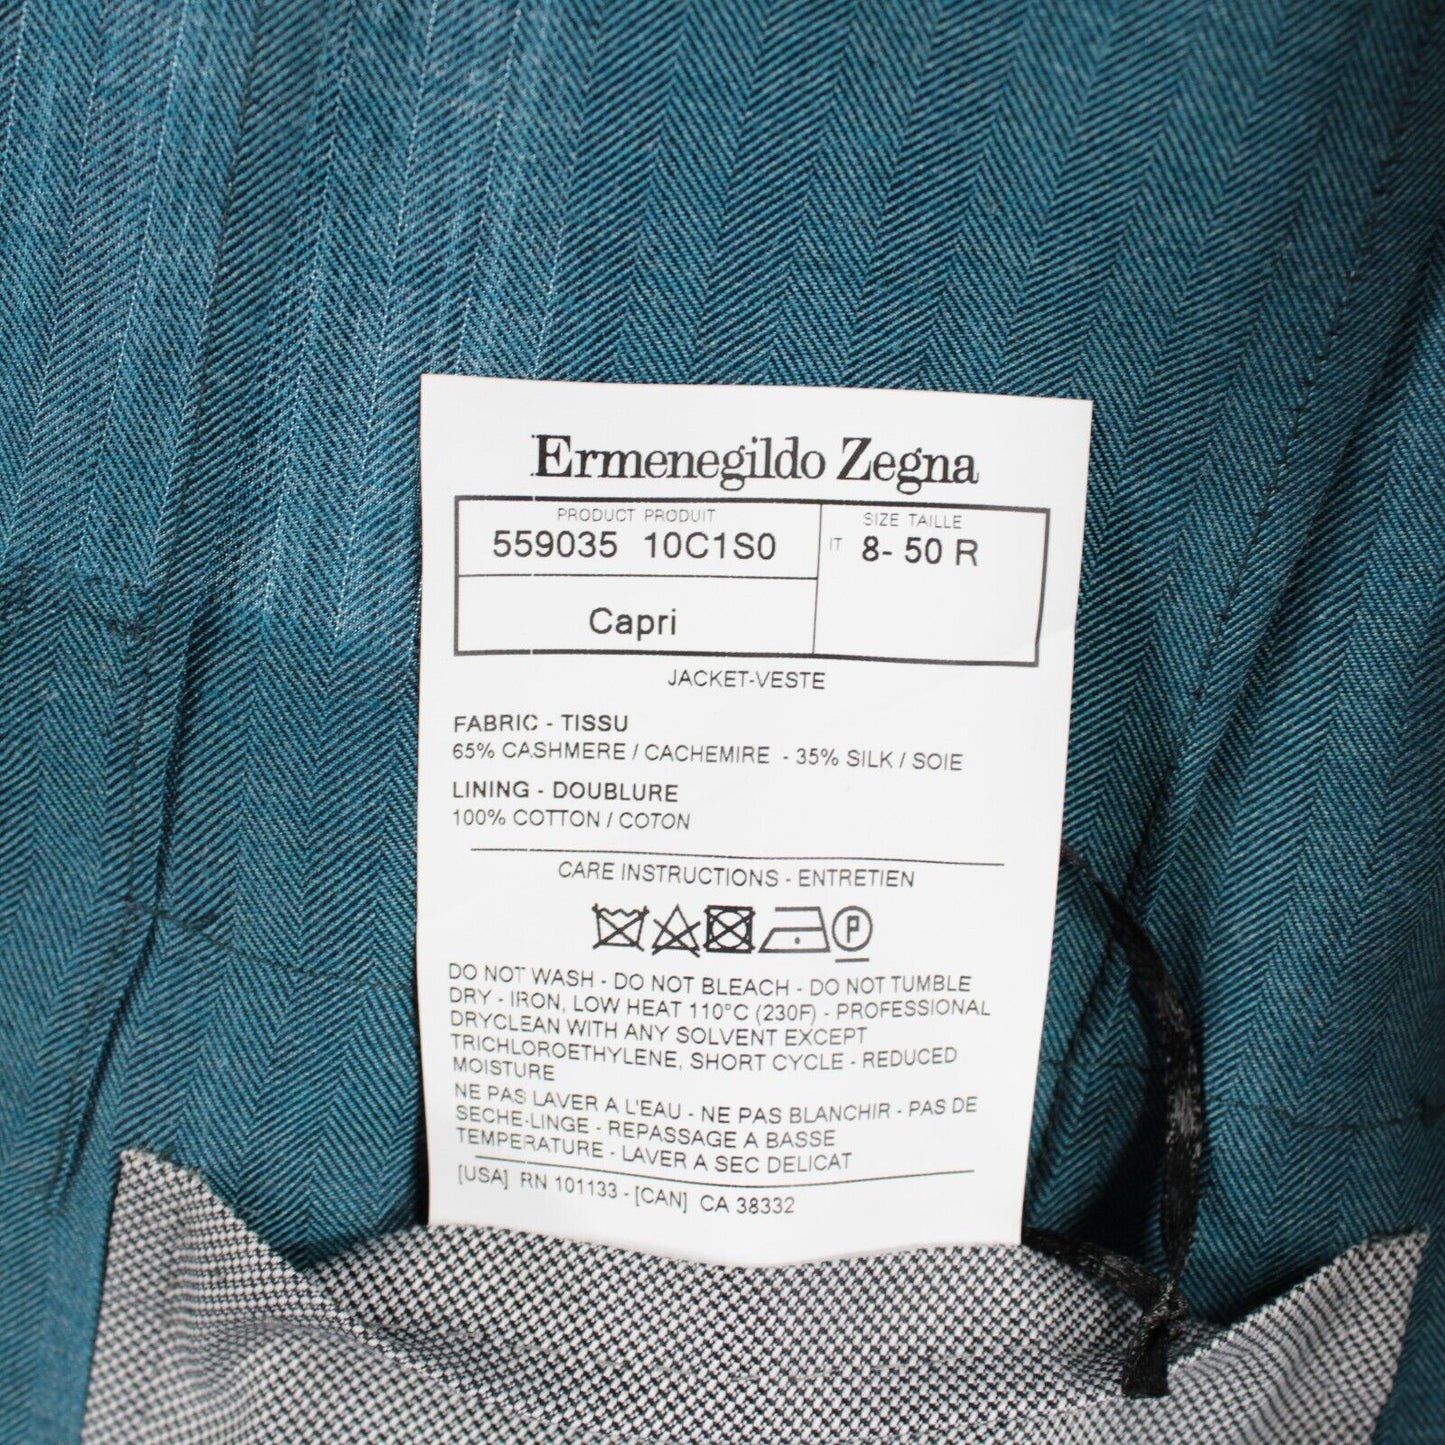 Ermenegildo Zegna
PRODUCT PRODUIT
559035 10C1S0
SIZE TAILLE
IT 8- 50 R
Capri
JACKET-VESTE
FABRIC - TISSU
65% CASHMERE / CACHEMIRE - 35% SILK / SOIE
LINING - DOUBLURE
100% COTTON / COTON
CARE INSTRUCTIONS - ENTRETIEN
P
DO NOT WASH - DO NOT BLEACH - DO NOT TUMBLE
DRY - IRON, LOW HEAT 110°C (230F) - PROFESSIONAL
DRYCLEAN WITH ANY SOLVENT EXCEPT
TRICHLOROETHYLENE, SHORT CYCLE - REDUCED
MOISTURE
NE PAS LAVER A L'EAU - NE PAS BLANCHIR - PAS DE
SECHE-LINGE - REPASSAGE A BASSE
TEMPERATURE - LAVER A SEC DELICAT
[USA] RN 101133 - [CAN] CA 38332